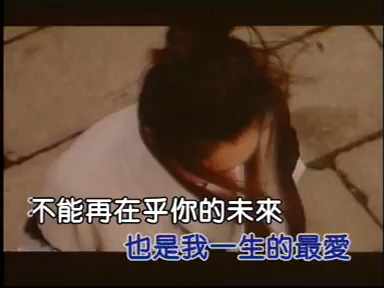 不能再在乎你的未來
也是我一生的最愛